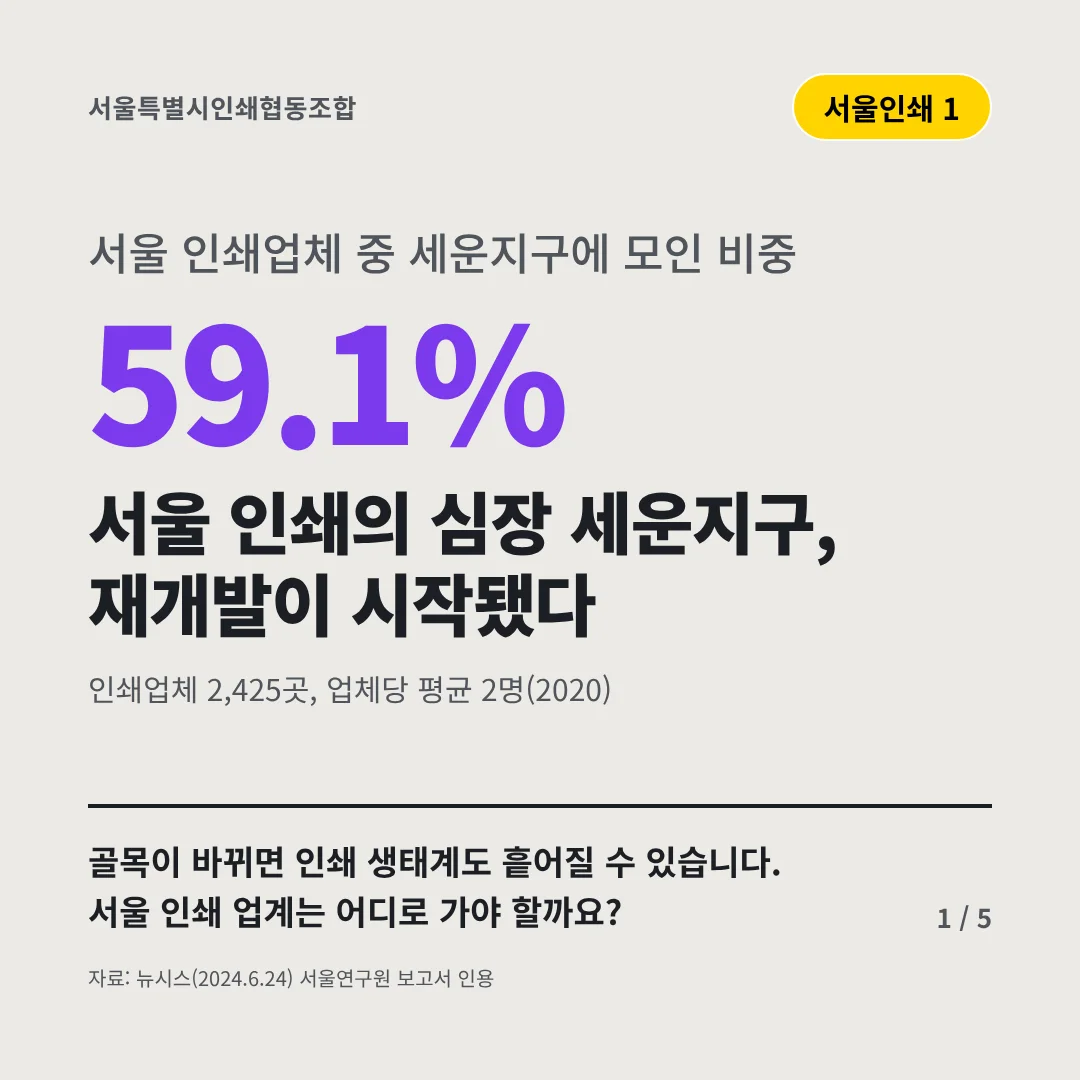 서울특별시인쇄협동조합
서울인쇄 1
서울 인쇄업체 중 세운지구에 모인 비중
59.1%
서울 인쇄의 심장 세운지구,
재개발이 시작됐다
인쇄업체 2,425곳, 업체당 평균 2명(2020)
골목이 바뀌면 인쇄 생태계도 흩어질 수 있습니다.
서울 인쇄 업계는 어디로 가야 할까요?
1 / 5
자료: 뉴시스(2024.6.24) 서울연구원 보고서 인용